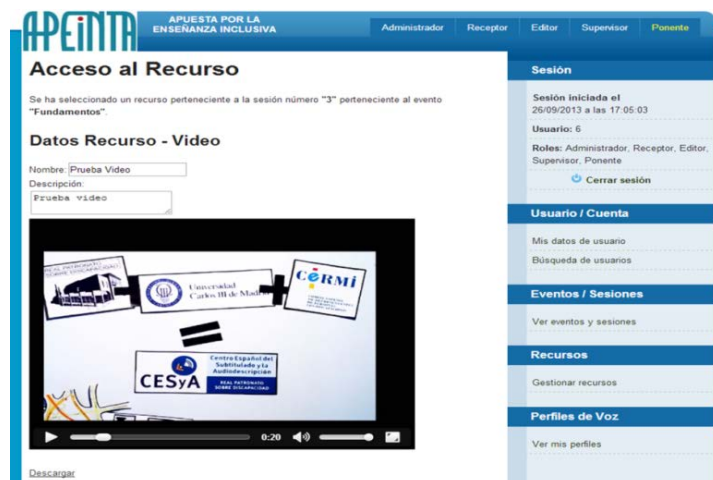 APEINTA
APUESTA POR LA
ENSEÑANZA INCLUSIVA
Administrador
Receptor
Editor
Supervisor
Ponente
Acceso al Recurso
Se ha seleccionado un recurso perteneciente a la sesión número "3" perteneciente al evento
"Fundamentos".
Datos Recurso - Video
Nombre: Prueba Video
Descripción:
Prueba video
REAL PATRONATO
SOBRE DISCAPACIDAD
Universidad
Carlos III de Madrid
CERMI
Centro Español del
Subtitulado y la
Audiodescripción
CESyA
REAL PATRONATO
SOBRE DISCAPACIDAD
0:20
Descargar
Sesión
Sesión iniciada el
26/09/2013 a las 17:05:03
Usuario: 6
Roles: Administrador, Receptor, Editor,
Supervisor, Ponente
Cerrar sesión
Usuario / Cuenta
Mis datos de usuario
Búsqueda de usuarios
Eventos / Sesiones
Ver eventos y sesiones
Recursos
Gestionar recursos
Perfiles de Voz
Ver mis perfiles